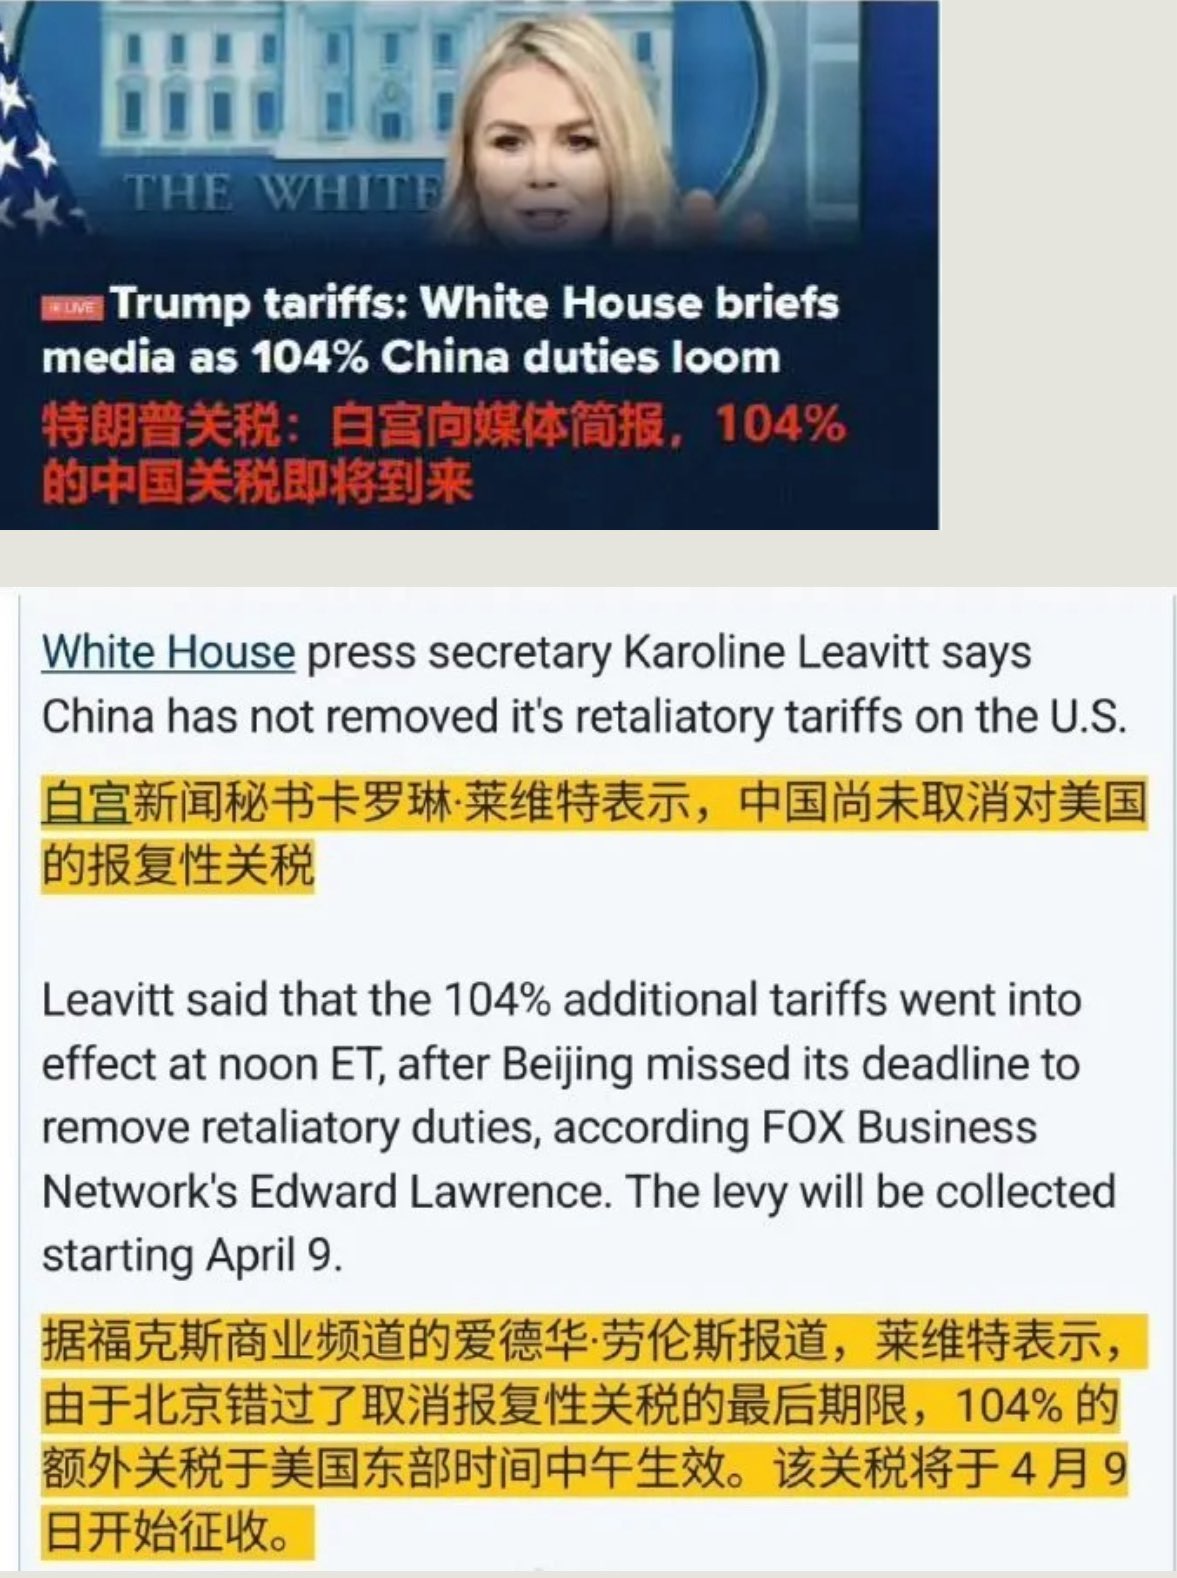 THE WHITE
LIVE Trump tariffs: White House briefs
media as 104% China duties loom
特朗普关税：白宫向媒体简报，104%
的中国关税即将到来
White House press secretary Karoline Leavitt says
China has not removed it's retaliatory tariffs on the U.S.
白宫新闻秘书卡罗琳·莱维特表示，中国尚未取消对美国
的报复性关税
Leavitt said that the 104% additional tariffs went into
effect at noon ET, after Beijing missed its deadline to
remove retaliatory duties, according FOX Business
Network's Edward Lawrence. The levy will be collected
starting April 9.
据福克斯商业频道的爱德华·劳伦斯报道，莱维特表示，
由于北京错过了取消报复性关税的最后期限，104% 的
额外关税于美国东部时间中午生效。该关税将于 4 月 9
日开始征收。